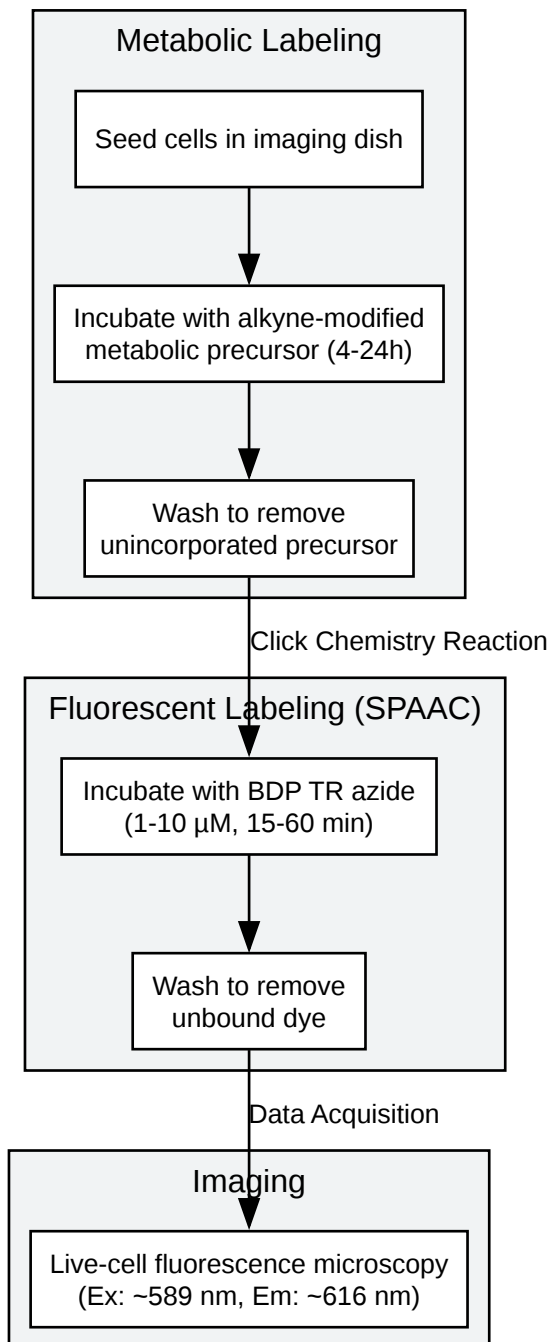 Metabolic Labeling
Seed cells in imaging dish
Incubate with alkyne-modified
metabolic precursor (4-24h)
Wash to remove
unincorporated precursor
Click Chemistry Reaction
Fluorescent Labeling (SPAAC)
Incubate with BDP TR azide
(1-10 µM, 15-60 min)
Wash to remove
unbound dye
Data Acquisition
Imaging
Live-cell fluorescence microscopy
(Ex: ~589 nm, Em: ~616 nm)